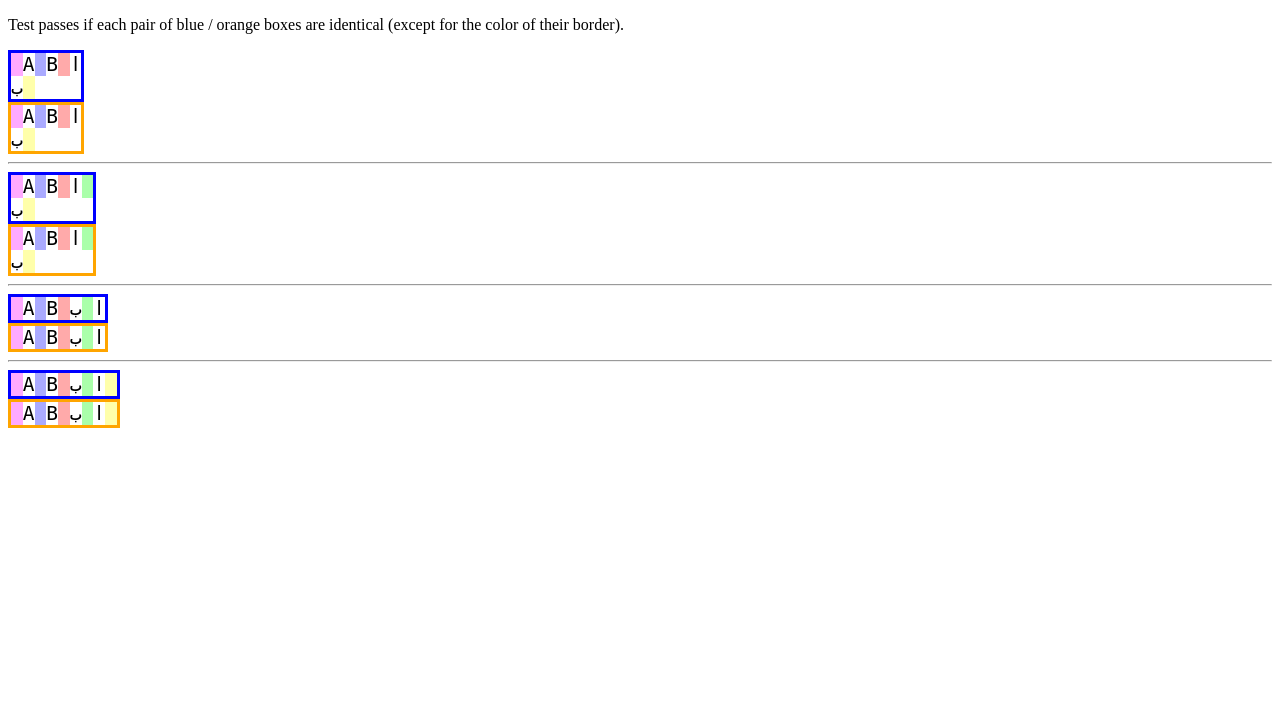 Test passes if each pair of blue / orange boxes are identical (except for the color of their border).
A B ا
ب
A B ا
ب
A B ا
ب
A B ا
ب
A B ا ب
A B ا ب
A B ا ب
A B ا ب